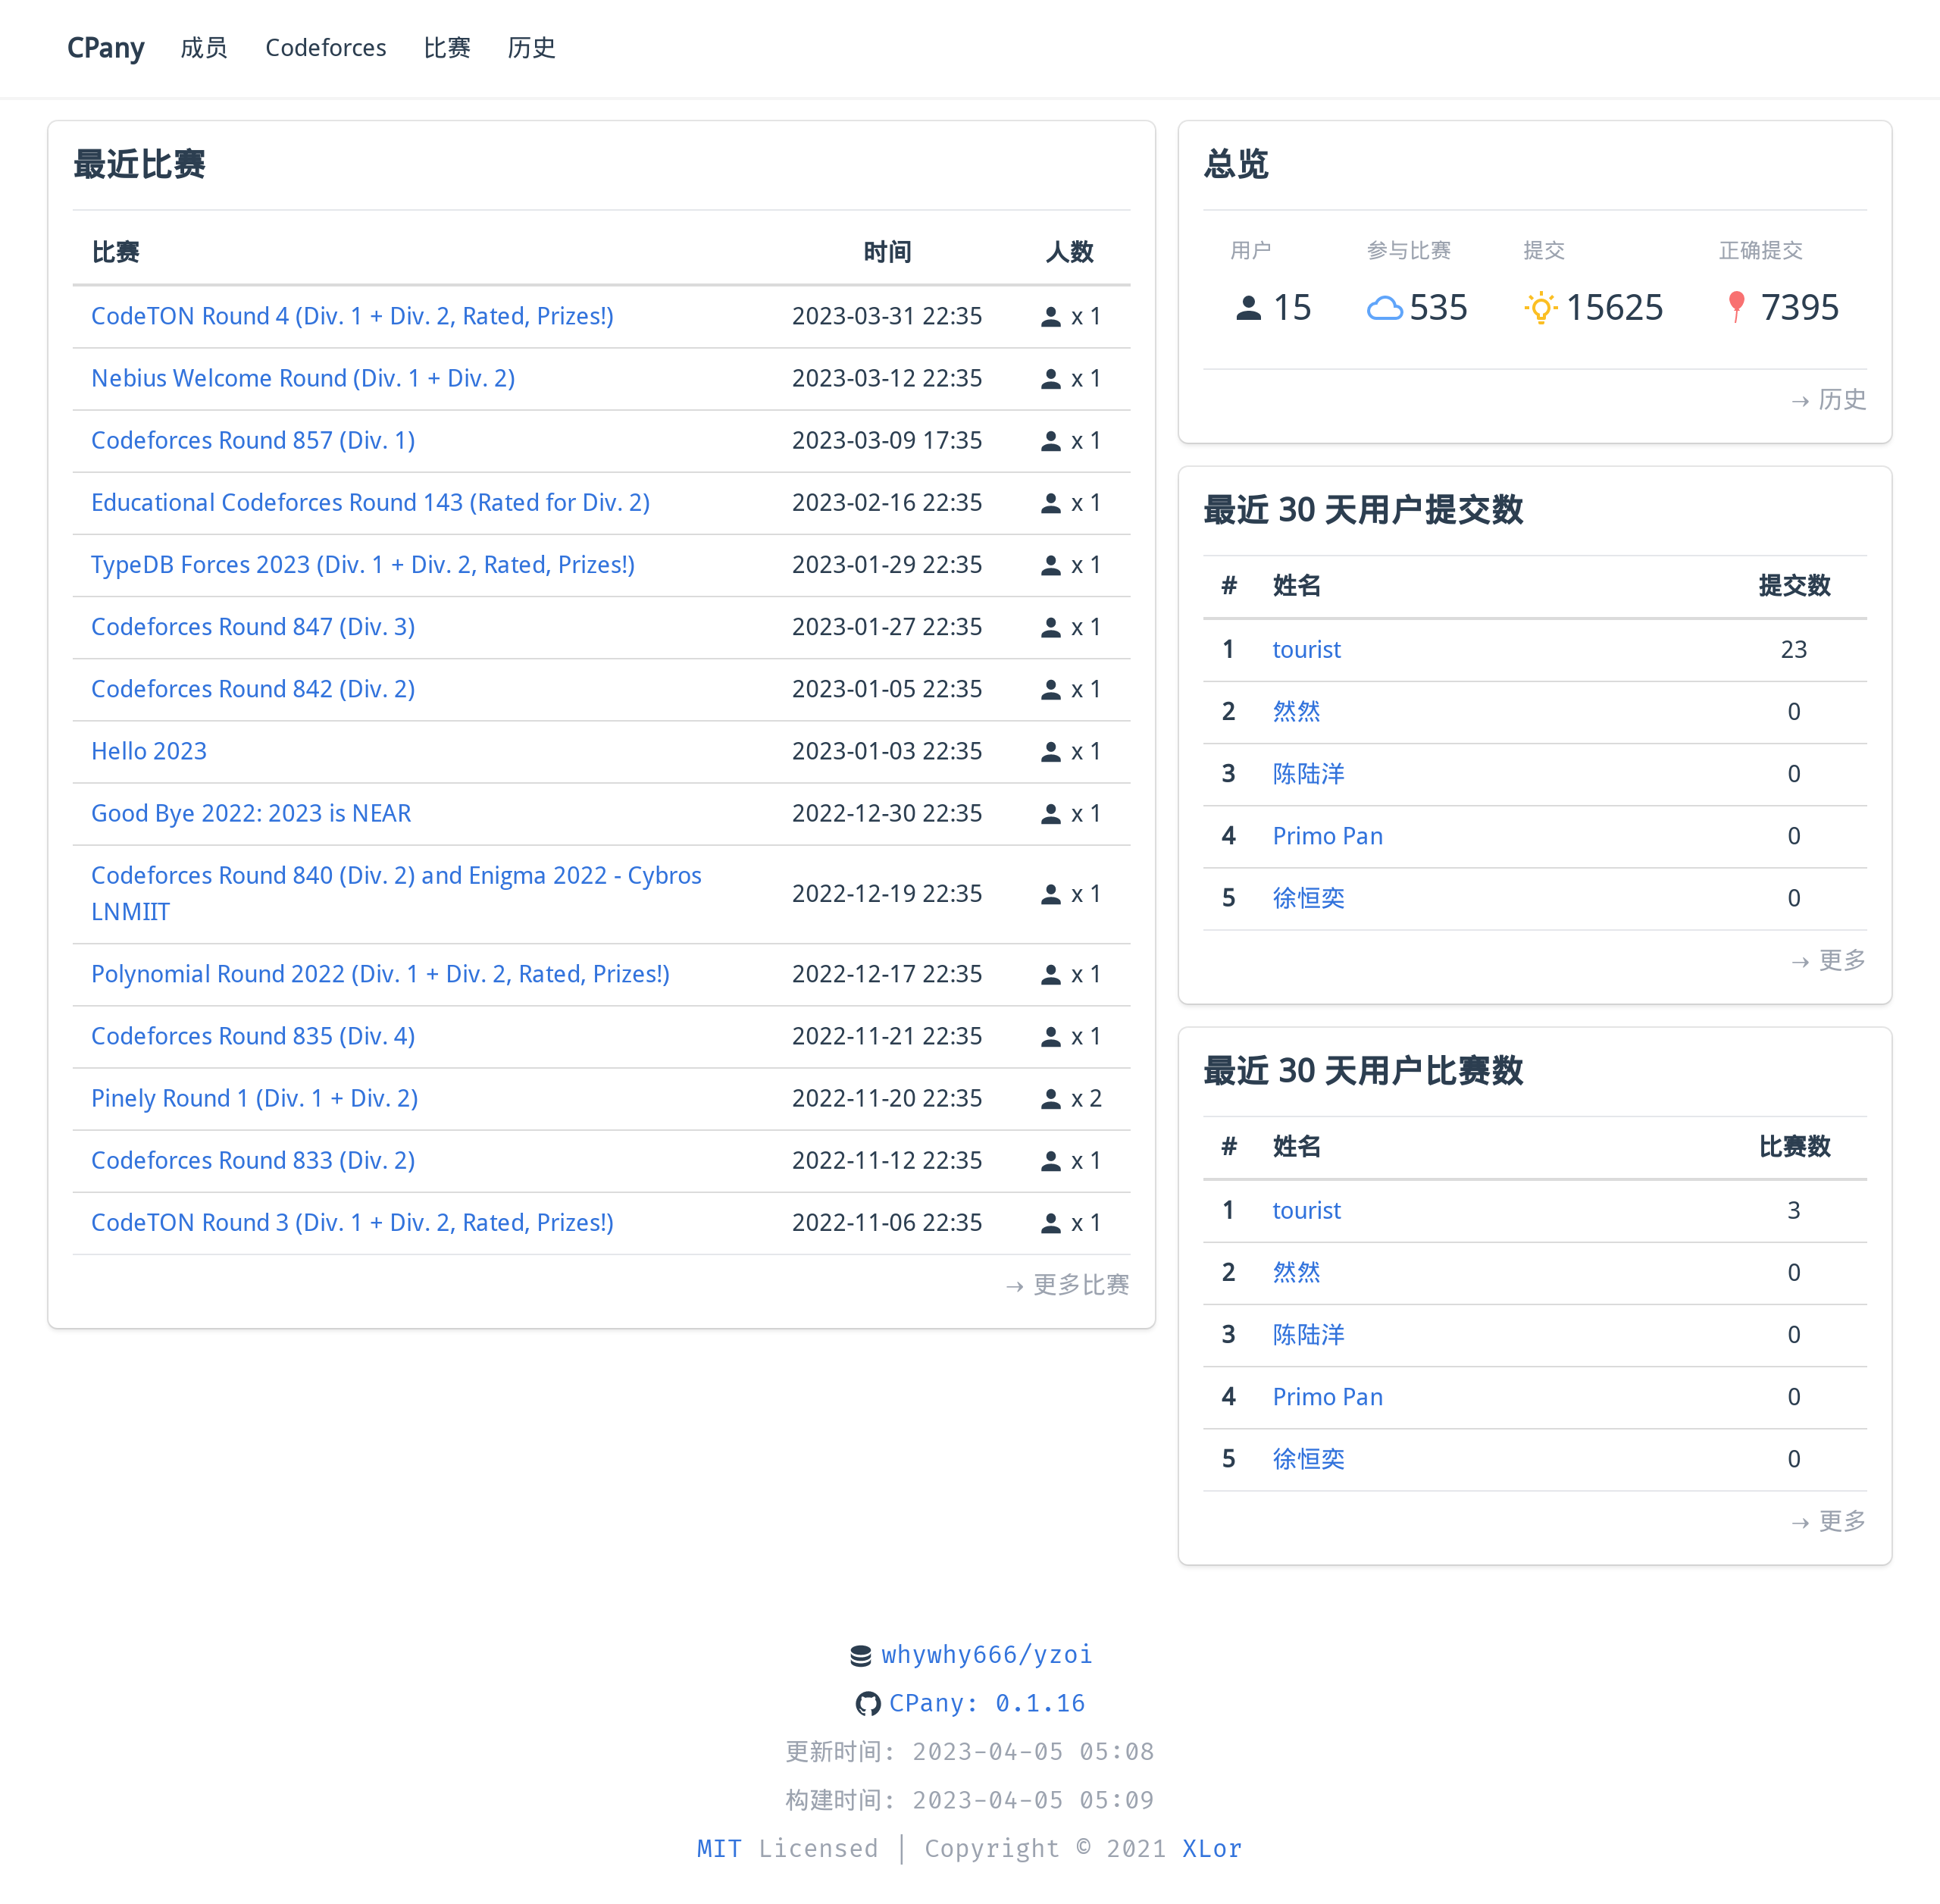 CPany 成员 Codeforces 比赛 历史
最近比赛
比赛 时间 人数
CodeTON Round 4 (Div. 1 + Div. 2, Rated, Prizes!) 2023-03-31 22:35 x 1
Nebius Welcome Round (Div. 1 + Div. 2) 2023-03-12 22:35 x 1
Codeforces Round 857 (Div. 1) 2023-03-09 17:35 x 1
Educational Codeforces Round 143 (Rated for Div. 2) 2023-02-16 22:35 x 1
TypeDB Forces 2023 (Div. 1 + Div. 2, Rated, Prizes!) 2023-01-29 22:35 x 1
Codeforces Round 847 (Div. 3) 2023-01-27 22:35 x 1
Codeforces Round 842 (Div. 2) 2023-01-05 22:35 x 1
Hello 2023 2023-01-03 22:35 x 1
Good Bye 2022: 2023 is NEAR 2022-12-30 22:35 x 1
Codeforces Round 840 (Div. 2) and Enigma 2022 - Cybros
LNMIIT 2022-12-19 22:35 x 1
Polynomial Round 2022 (Div. 1 + Div. 2, Rated, Prizes!) 2022-12-17 22:35 x 1
Codeforces Round 835 (Div. 4) 2022-11-21 22:35 x 1
Pinely Round 1 (Div. 1 + Div. 2) 2022-11-20 22:35 x 2
Codeforces Round 833 (Div. 2) 2022-11-12 22:35 x 1
CodeTON Round 3 (Div. 1 + Div. 2, Rated, Prizes!) 2022-11-06 22:35 x 1
→ 更多比赛
总览
用户 参与比赛 提交 正确提交
15 535 15625 7395
→ 历史
最近 30 天用户提交数
# 姓名 提交数
1 tourist 23
2 然然 0
3 陈陆洋 0
4 Primo Pan 0
5 徐恒奕 0
→ 更多
最近 30 天用户比赛数
# 姓名 比赛数
1 tourist 3
2 然然 0
3 陈陆洋 0
4 Primo Pan 0
5 徐恒奕 0
→ 更多
whywhy666/yzoi
CPany: 0.1.16
更新时间: 2023-04-05 05:08
构建时间: 2023-04-05 05:09
MIT Licensed | Copyright © 2021 XLor